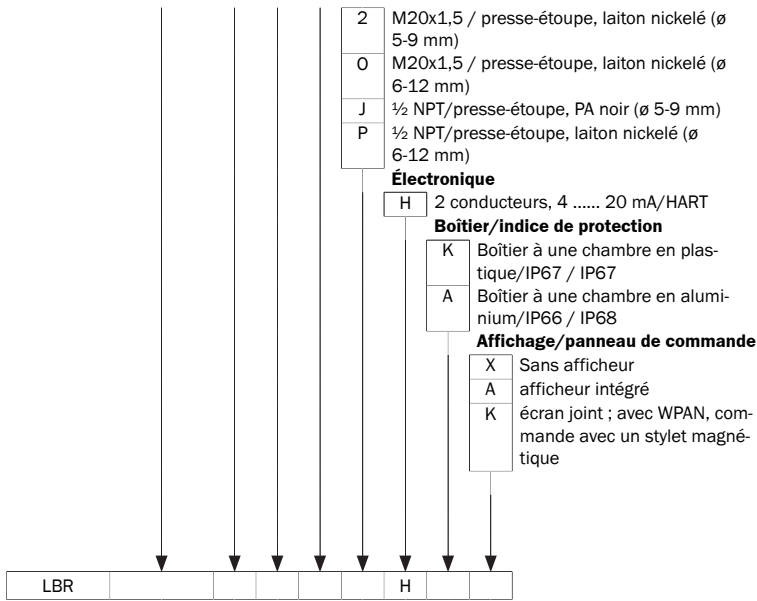 2 M20x1,5 / presse-étoupe, laiton nickelé (ø
5-9 mm)
O M20x1,5 / presse-étoupe, laiton nickelé (ø
6-12 mm)
J ½ NPT/presse-étoupe, PA noir (ø 5-9 mm)
P ½ NPT/presse-étoupe, laiton nickelé (ø
6-12 mm)
Électronique
H 2 conducteurs, 4 ...... 20 mA/HART
Boîtier/indice de protection
K Boîtier à une chambre en plas-
tique/IP67 / IP67
A Boîtier à une chambre en alumi-
nium/IP66 / IP68
Affichage/panneau de commande
X Sans afficheur
A afficheur intégré
K écran joint ; avec WPAN, com-
mande avec un stylet magné-
tique
LBR H